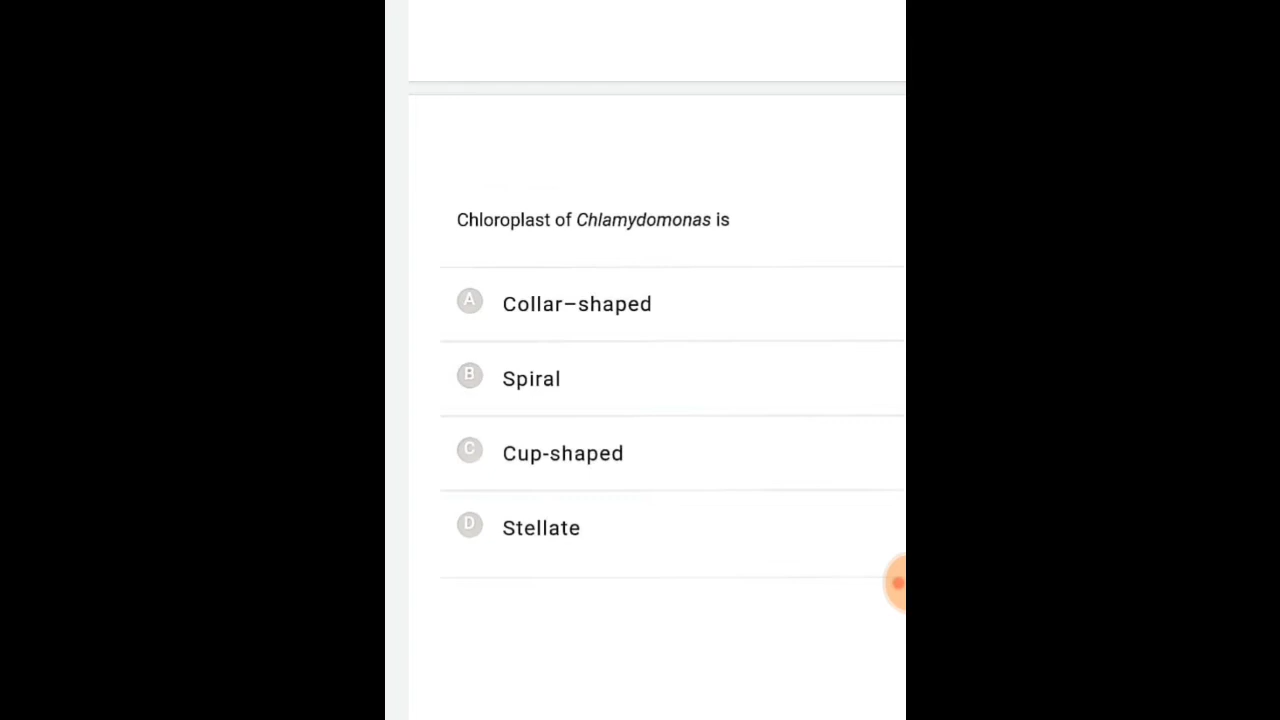 Chloroplast of Chlamydomonas is
A Collar–shaped
B Spiral
C Cup-shaped
D Stellate